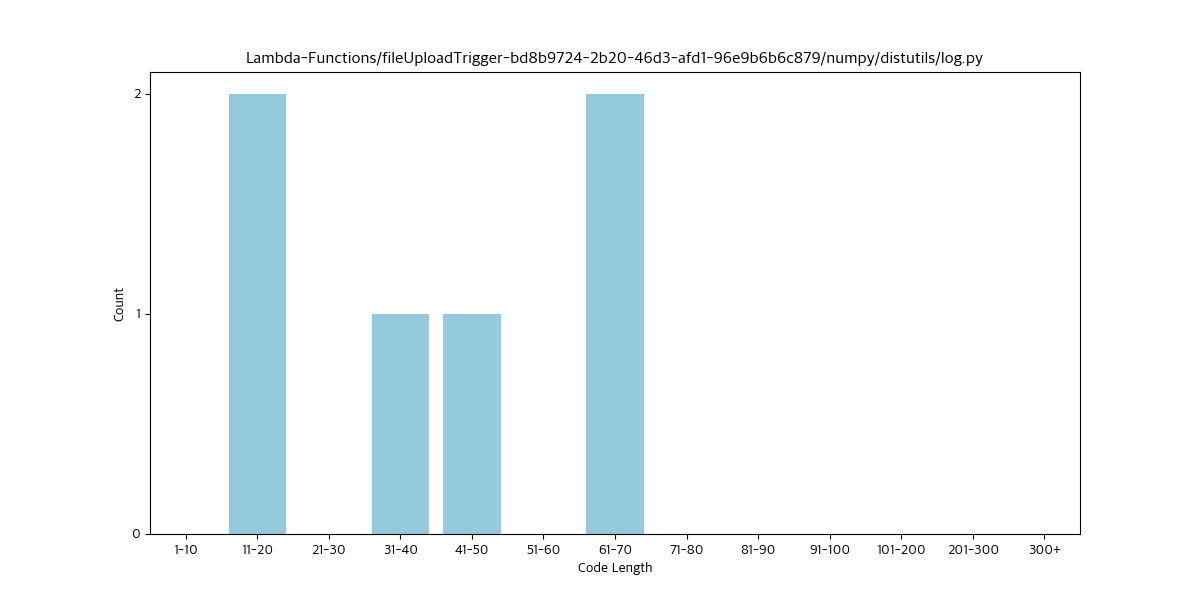 Lambda-Functions/fileUploadTrigger-bd8b9724-2b20-46d3-afd1-96e9b6b6c879/numpy/distutils/log.py
2
1
0
Count
1-10 11-20 21-30 31-40 41-50 51-60 61-70 71-80 81-90 91-100 101-200 201-300 300+
Code Length